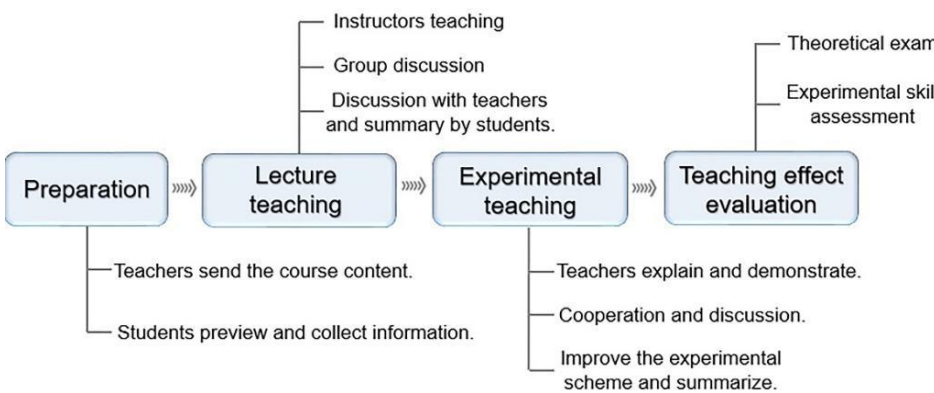 Instructors teaching
Group discussion
Discussion with teachers
and summary by students.
Theoretical exam
Experimental skil
assessment
Preparation
Lecture
teaching
Experimental
teaching
Teaching effect
evaluation
Teachers send the course content.
Students preview and collect information.
Teachers explain and demonstrate.
Cooperation and discussion.
Improve the experimental
scheme and summarize.